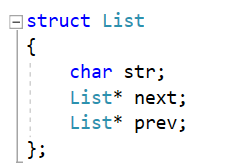 struct List
{
    char str;
    List* next;
    List* prev;
};